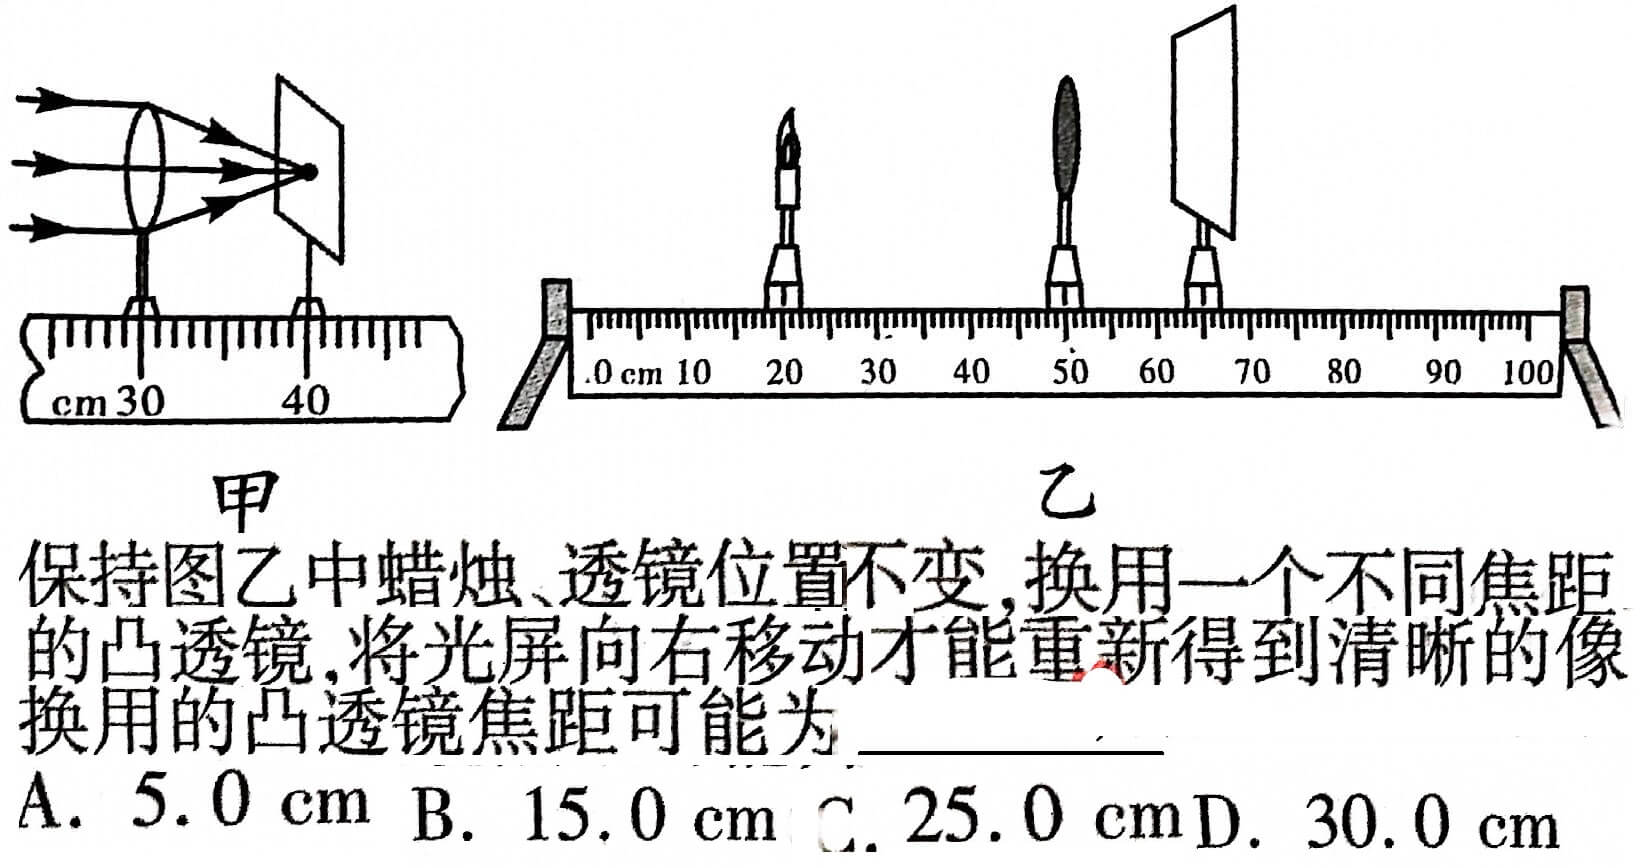 cm 30 40
.0 cm 10 20 30 40 50 60 70 80 90 100
甲 乙
保持图乙中蜡烛、透镜位置不变,换用一个不同焦距
的凸透镜,将光屏向右移动才能重新得到清晰的像
换用的凸透镜焦距可能为
A. 5.0 cm B. 15.0 cm C. 25.0 cm D. 30.0 cm